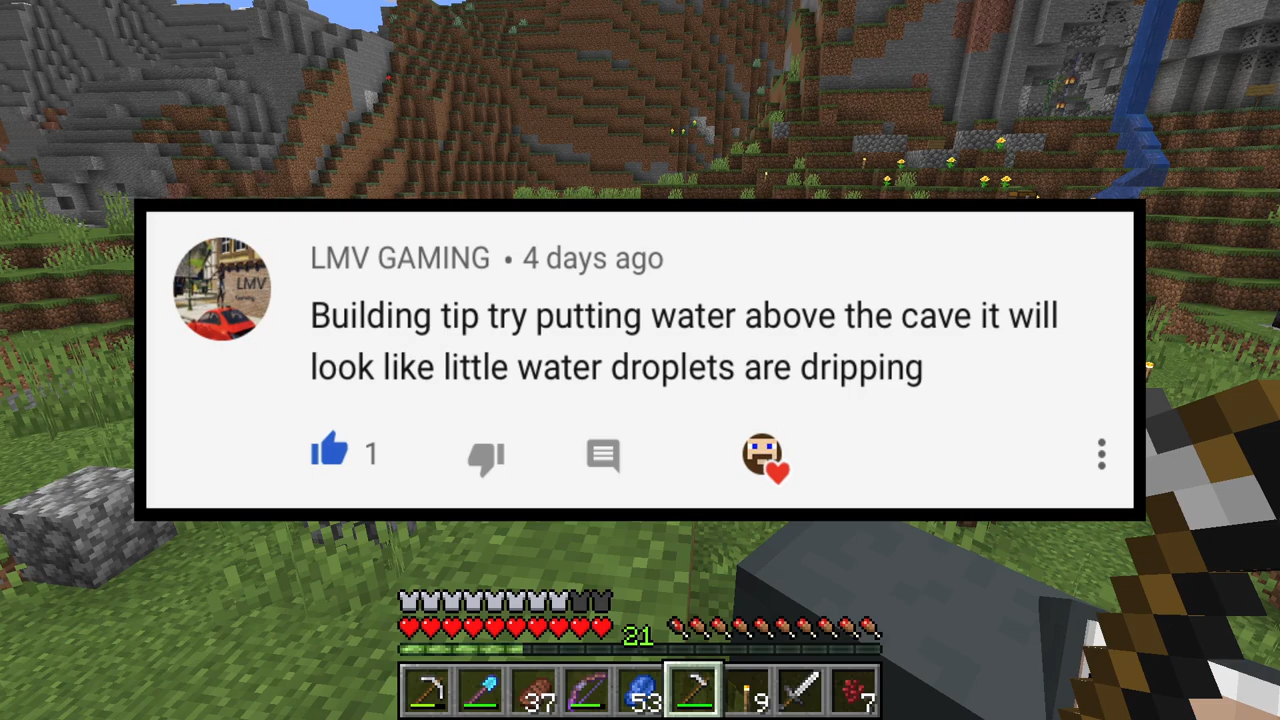 LMV GAMING • 4 days ago
LMV
Building tip try putting water above the cave it will
look like little water droplets are dripping
1
21
37 53 9 7